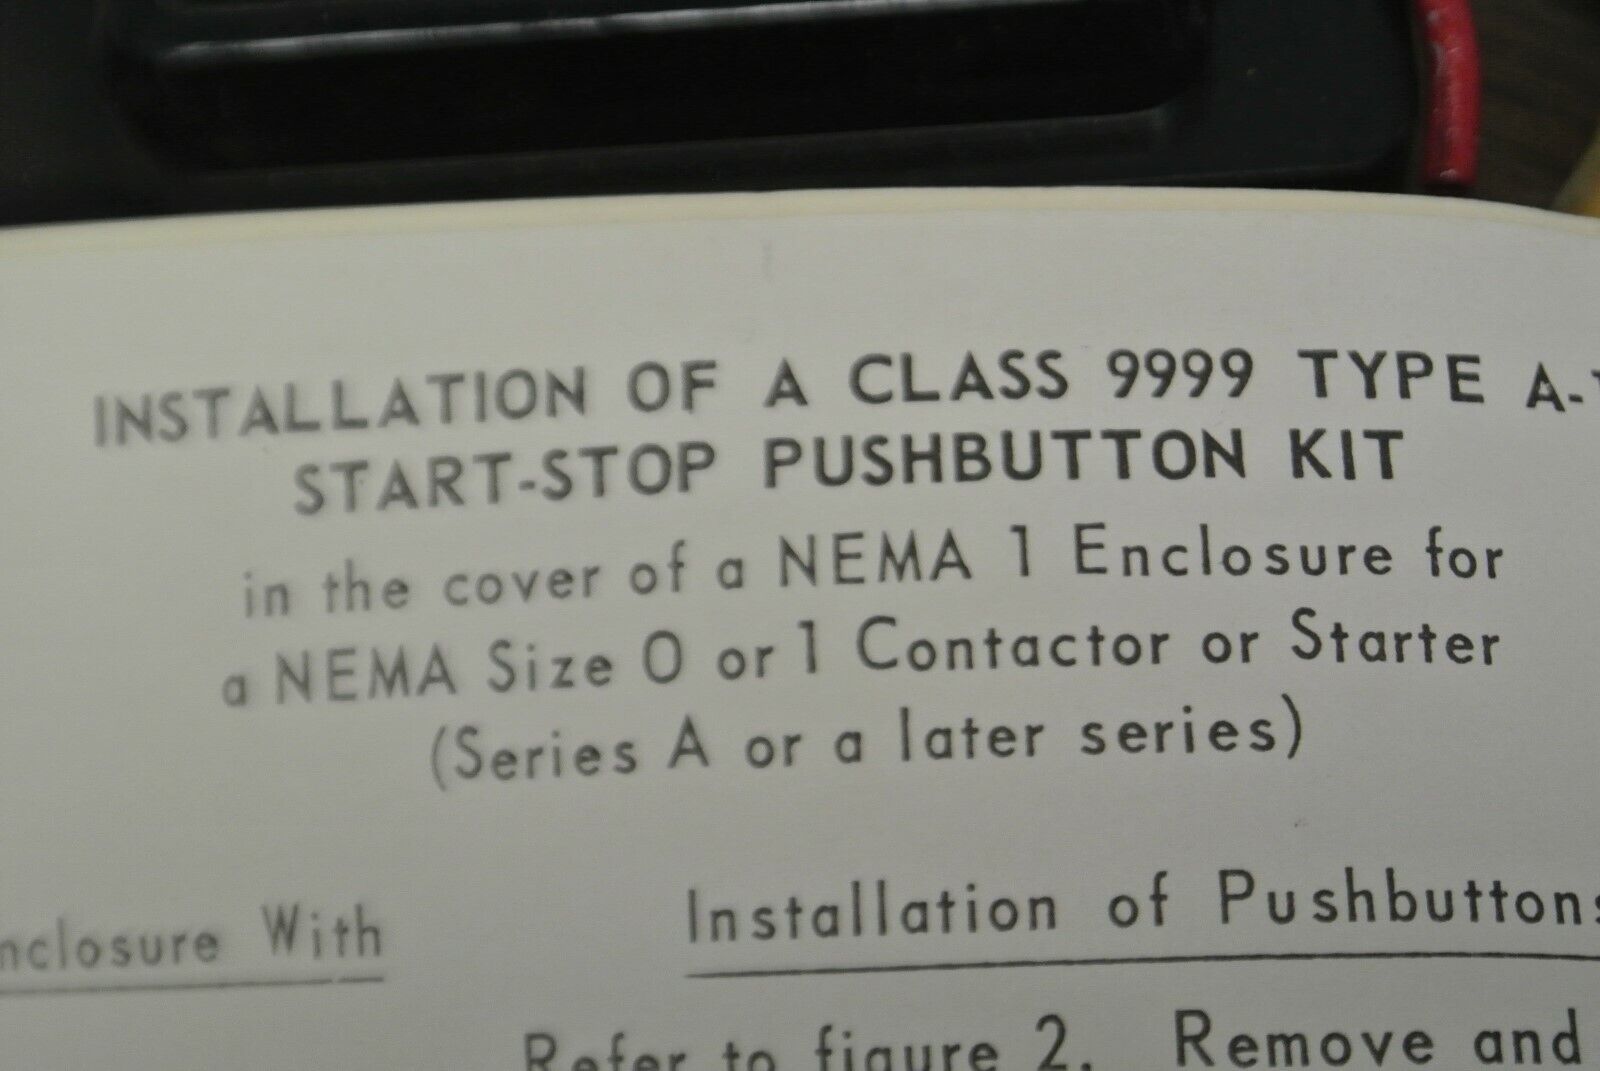 INSTALLATION OF A CLASS 9999 TYPE A-
START-STOP PUSHBUTTON KIT
in the cover of a NEMA 1 Enclosure for
a NEMA Size 0 or 1 Contactor or Starter
(Series A or a later series)
nclosure With
Installation of Pushbuttons
Refer to figure 2. Remove and